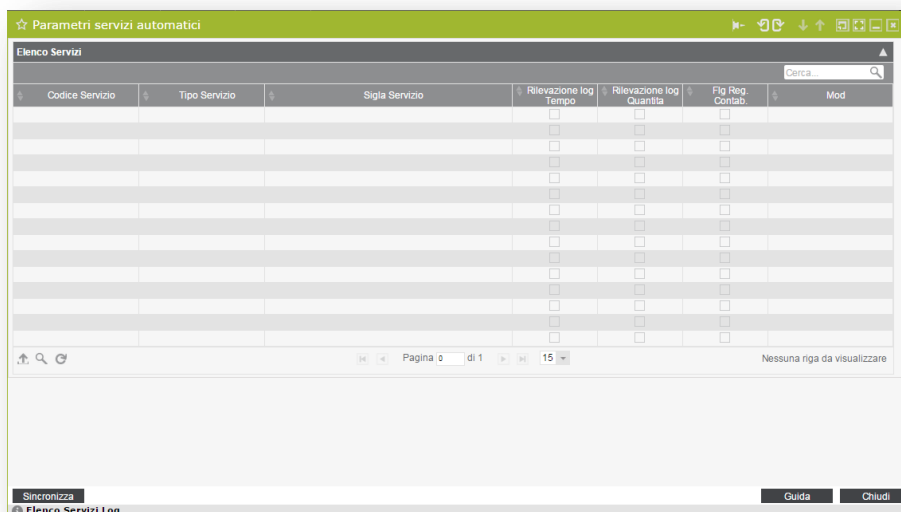 Parametri servizi automatici
Elenco Servizi
Cerca...
Codice Servizio Tipo Servizio Sigla Servizio Rilevazione log Tempo Rilevazione log Quantita Flg Reg. Contab. Mod
Pagina 0 di 1 15 Nessuna riga da visualizzare
Sincronizza Guida Chiudi
Elenco Servizi Log